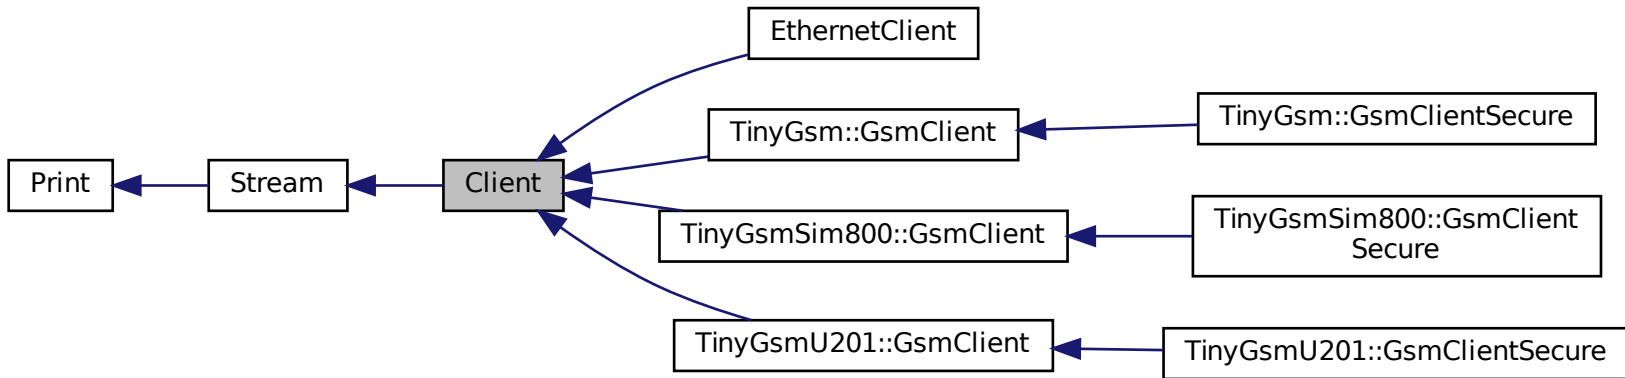 EthernetClient
TinyGsm::GsmClient
TinyGsm::GsmClientSecure
Print
Stream
Client
TinyGsmSim800::GsmClient
TinyGsmSim800::GsmClient
Secure
TinyGsmU201::GsmClient
TinyGsmU201::GsmClientSecure